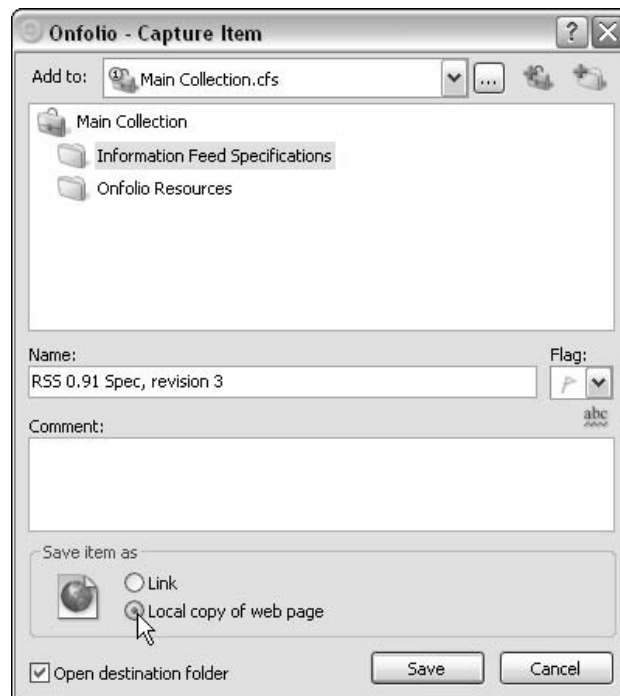 Onfolio - Capture Item
Add to: Main Collection.cfs ...
Main Collection
Information Feed Specifications
Onfolio Resources
Name: Flag:
RSS 0.91 Spec, revision 3
abc
Comment:
Save item as
Link
Local copy of web page
Open destination folder Save Cancel